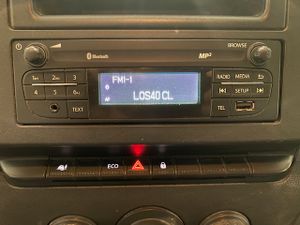 Bluetooth
MP3
BROWSE
FM1-1
LOS40 CL
RADIO MEDIA
SETUP
TEL
1
2
3
4
5
6
TEXT
AF
ECO